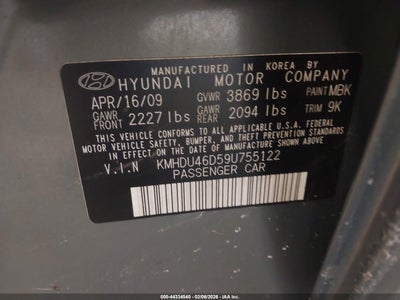 MANUFACTURED IN KOREA BY
HYUNDAI MOTOR COMPANY
APR/16/09 GVWR 3869 lbs PAINT MBK
GAWR FRONT 2227 lbs GAWR REAR 2094 lbs TRIM 9K
THIS VEHICLE CONFORMS TO ALL APPLICABLE U.S.A. FEDERAL
MOTOR VEHICLE SAFETY, BUMPER, AND THEFT PREVENTION STANDARDS
IN EFFECT ON THE DATE OF MANUFACTURE SHOWN ABOVE.
V.I.N KMHDU46D59U755122
PASSENGER CAR
000-44334540 - 02/06/2026 - IAAI.COM